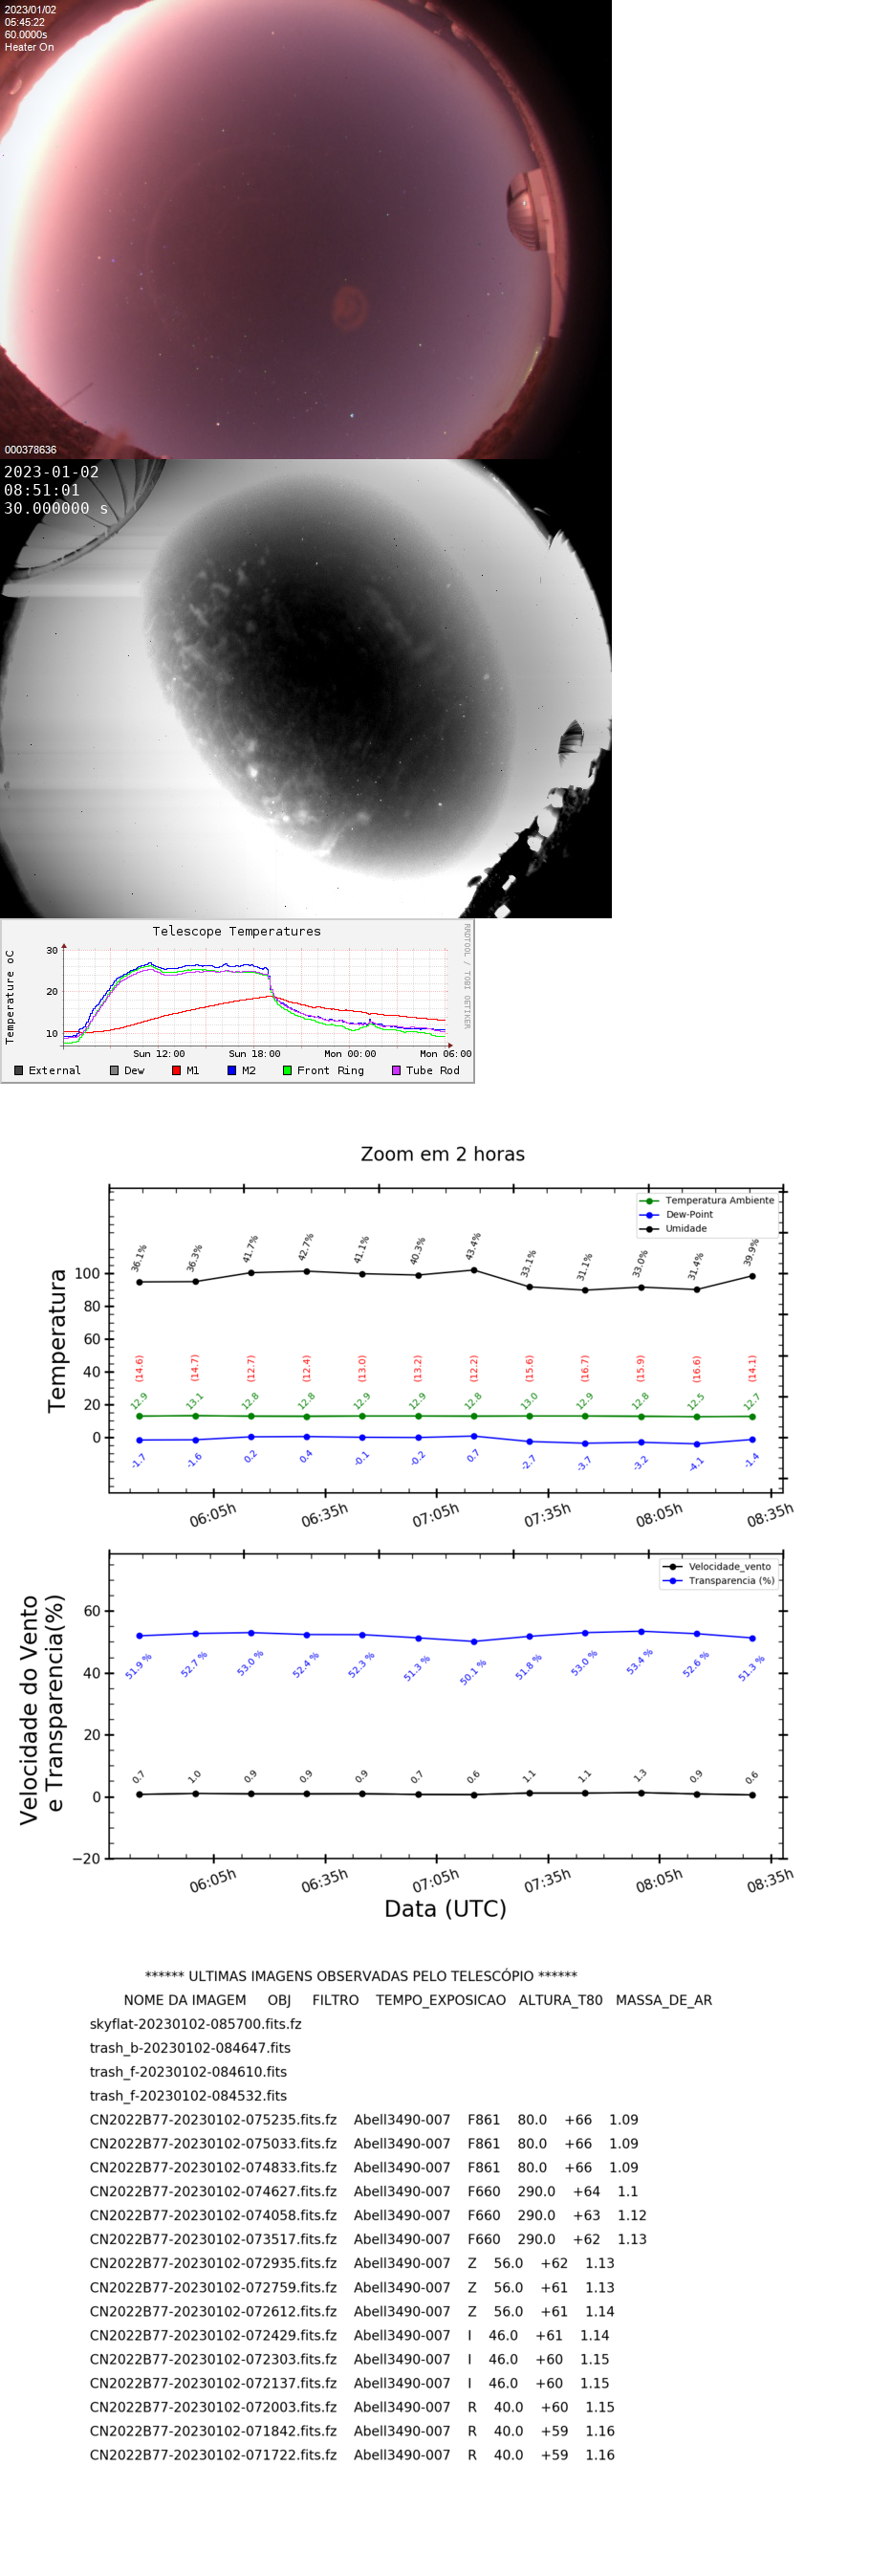 2023/01/02
05:45:22
60.0000s
Heater On
000378636
2023-01-02
08:51:01
30.000000 s
Telescope Temperatures
RRDTOOL / TOBI OETIKER
Temperature oC
30
20
10
Sun 12:00 Sun 18:00 Mon 00:00 Mon 06:00
External Dew M1 M2 Front Ring Tube Rod
Zoom em 2 horas
Temperatura Ambiente
Dew-Point
Umidade
Temperatura
100
80
60
40
20
0
36.1% 36.3% 41.7% 42.7% 41.1% 40.3% 43.4% 33.1% 31.1% 33.0% 31.4% 39.9%
(14.6) (14.7) (12.7) (12.4) (13.0) (13.2) (12.2) (15.6) (16.7) (15.9) (16.6) (14.1)
12.9 13.1 12.8 12.8 12.9 12.9 12.8 13.0 12.9 12.8 12.5 12.7
-1.7 -1.6 0.2 0.4 -0.1 -0.2 0.7 -2.7 -3.7 -3.2 -4.1 -1.4
06:05h 06:35h 07:05h 07:35h 08:05h 08:35h
Velocidade_vento
Transparencia (%)
Velocidade do Vento
e Transparencia(%)
60
40
20
0
−20
51.9 % 52.7 % 53.0 % 52.4 % 52.3 % 51.3 % 50.1 % 51.8 % 53.0 % 53.4 % 52.6 % 51.3 %
0.7 1.0 0.9 0.9 0.9 0.7 0.6 1.1 1.1 1.3 0.9 0.6
06:05h 06:35h 07:05h 07:35h 08:05h 08:35h
Data (UTC)
****** ULTIMAS IMAGENS OBSERVADAS PELO TELESCÓPIO ******
NOME DA IMAGEM OBJ FILTRO TEMPO_EXPOSICAO ALTURA_T80 MASSA_DE_AR
skyflat-20230102-085700.fits.fz
trash_b-20230102-084647.fits
trash_f-20230102-084610.fits
trash_f-20230102-084532.fits
CN2022B77-20230102-075235.fits.fz Abell3490-007 F861 80.0 +66 1.09
CN2022B77-20230102-075033.fits.fz Abell3490-007 F861 80.0 +66 1.09
CN2022B77-20230102-074833.fits.fz Abell3490-007 F861 80.0 +66 1.09
CN2022B77-20230102-074627.fits.fz Abell3490-007 F660 290.0 +64 1.1
CN2022B77-20230102-074058.fits.fz Abell3490-007 F660 290.0 +63 1.12
CN2022B77-20230102-073517.fits.fz Abell3490-007 F660 290.0 +62 1.13
CN2022B77-20230102-072935.fits.fz Abell3490-007 Z 56.0 +62 1.13
CN2022B77-20230102-072759.fits.fz Abell3490-007 Z 56.0 +61 1.13
CN2022B77-20230102-072612.fits.fz Abell3490-007 Z 56.0 +61 1.14
CN2022B77-20230102-072429.fits.fz Abell3490-007 I 46.0 +61 1.14
CN2022B77-20230102-072303.fits.fz Abell3490-007 I 46.0 +60 1.15
CN2022B77-20230102-072137.fits.fz Abell3490-007 I 46.0 +60 1.15
CN2022B77-20230102-072003.fits.fz Abell3490-007 R 40.0 +60 1.15
CN2022B77-20230102-071842.fits.fz Abell3490-007 R 40.0 +59 1.16
CN2022B77-20230102-071722.fits.fz Abell3490-007 R 40.0 +59 1.16